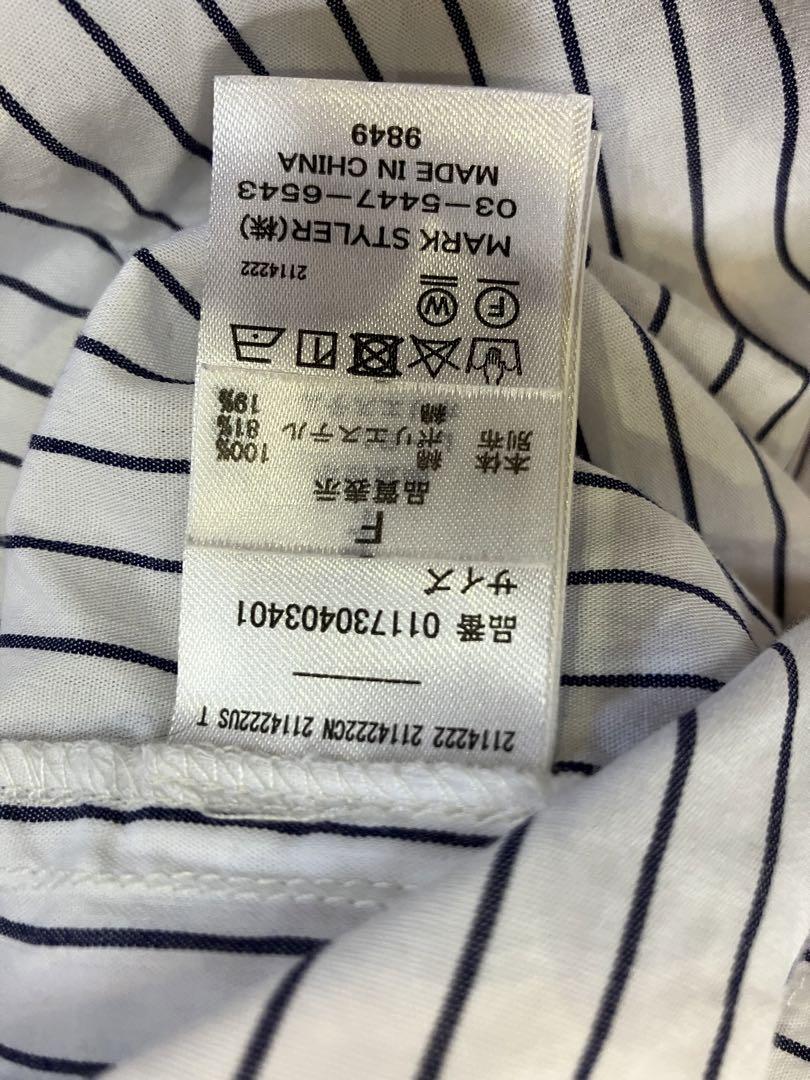 2114222 2114222CN 2114222US T
品番 011730403401
サイズ
F
品質表示
本体 綿 100%
別布 ポリエステル 81%
綿 19%
F W
2114222
MARK STYLER(株)
03-5447-6543
MADE IN CHINA
9849